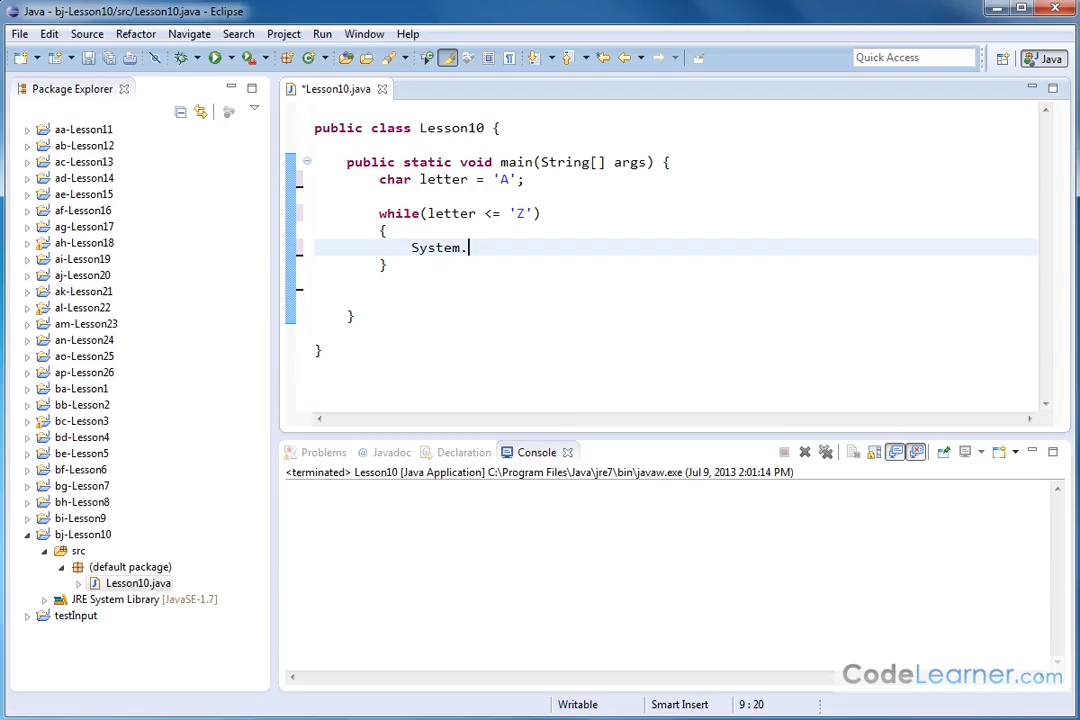 Java - bj-Lesson10/src/Lesson10.java - Eclipse
File Edit Source Refactor Navigate Search Project Run Window Help
Quick Access
Java
Package Explorer
*Lesson10.java
aa-Lesson11
ab-Lesson12
ac-Lesson13
ad-Lesson14
ae-Lesson15
af-Lesson16
ag-Lesson17
ah-Lesson18
ai-Lesson19
aj-Lesson20
ak-Lesson21
al-Lesson22
am-Lesson23
an-Lesson24
ao-Lesson25
ap-Lesson26
ba-Lesson1
bb-Lesson2
bc-Lesson3
bd-Lesson4
be-Lesson5
bf-Lesson6
bg-Lesson7
bh-Lesson8
bi-Lesson9
bj-Lesson10
src
(default package)
Lesson10.java
JRE System Library [JavaSE-1.7]
testInput
public class Lesson10 {
public static void main(String[] args) {
char letter = 'A';
while(letter <= 'Z')
{
System.
}
}
}
Problems @ Javadoc Declaration Console
<terminated> Lesson10 [Java Application] C:\Program Files\Java\jre7\bin\javaw.exe (Jul 9, 2013 2:01:14 PM)
CodeLearner.com
Writable Smart Insert 9 : 20